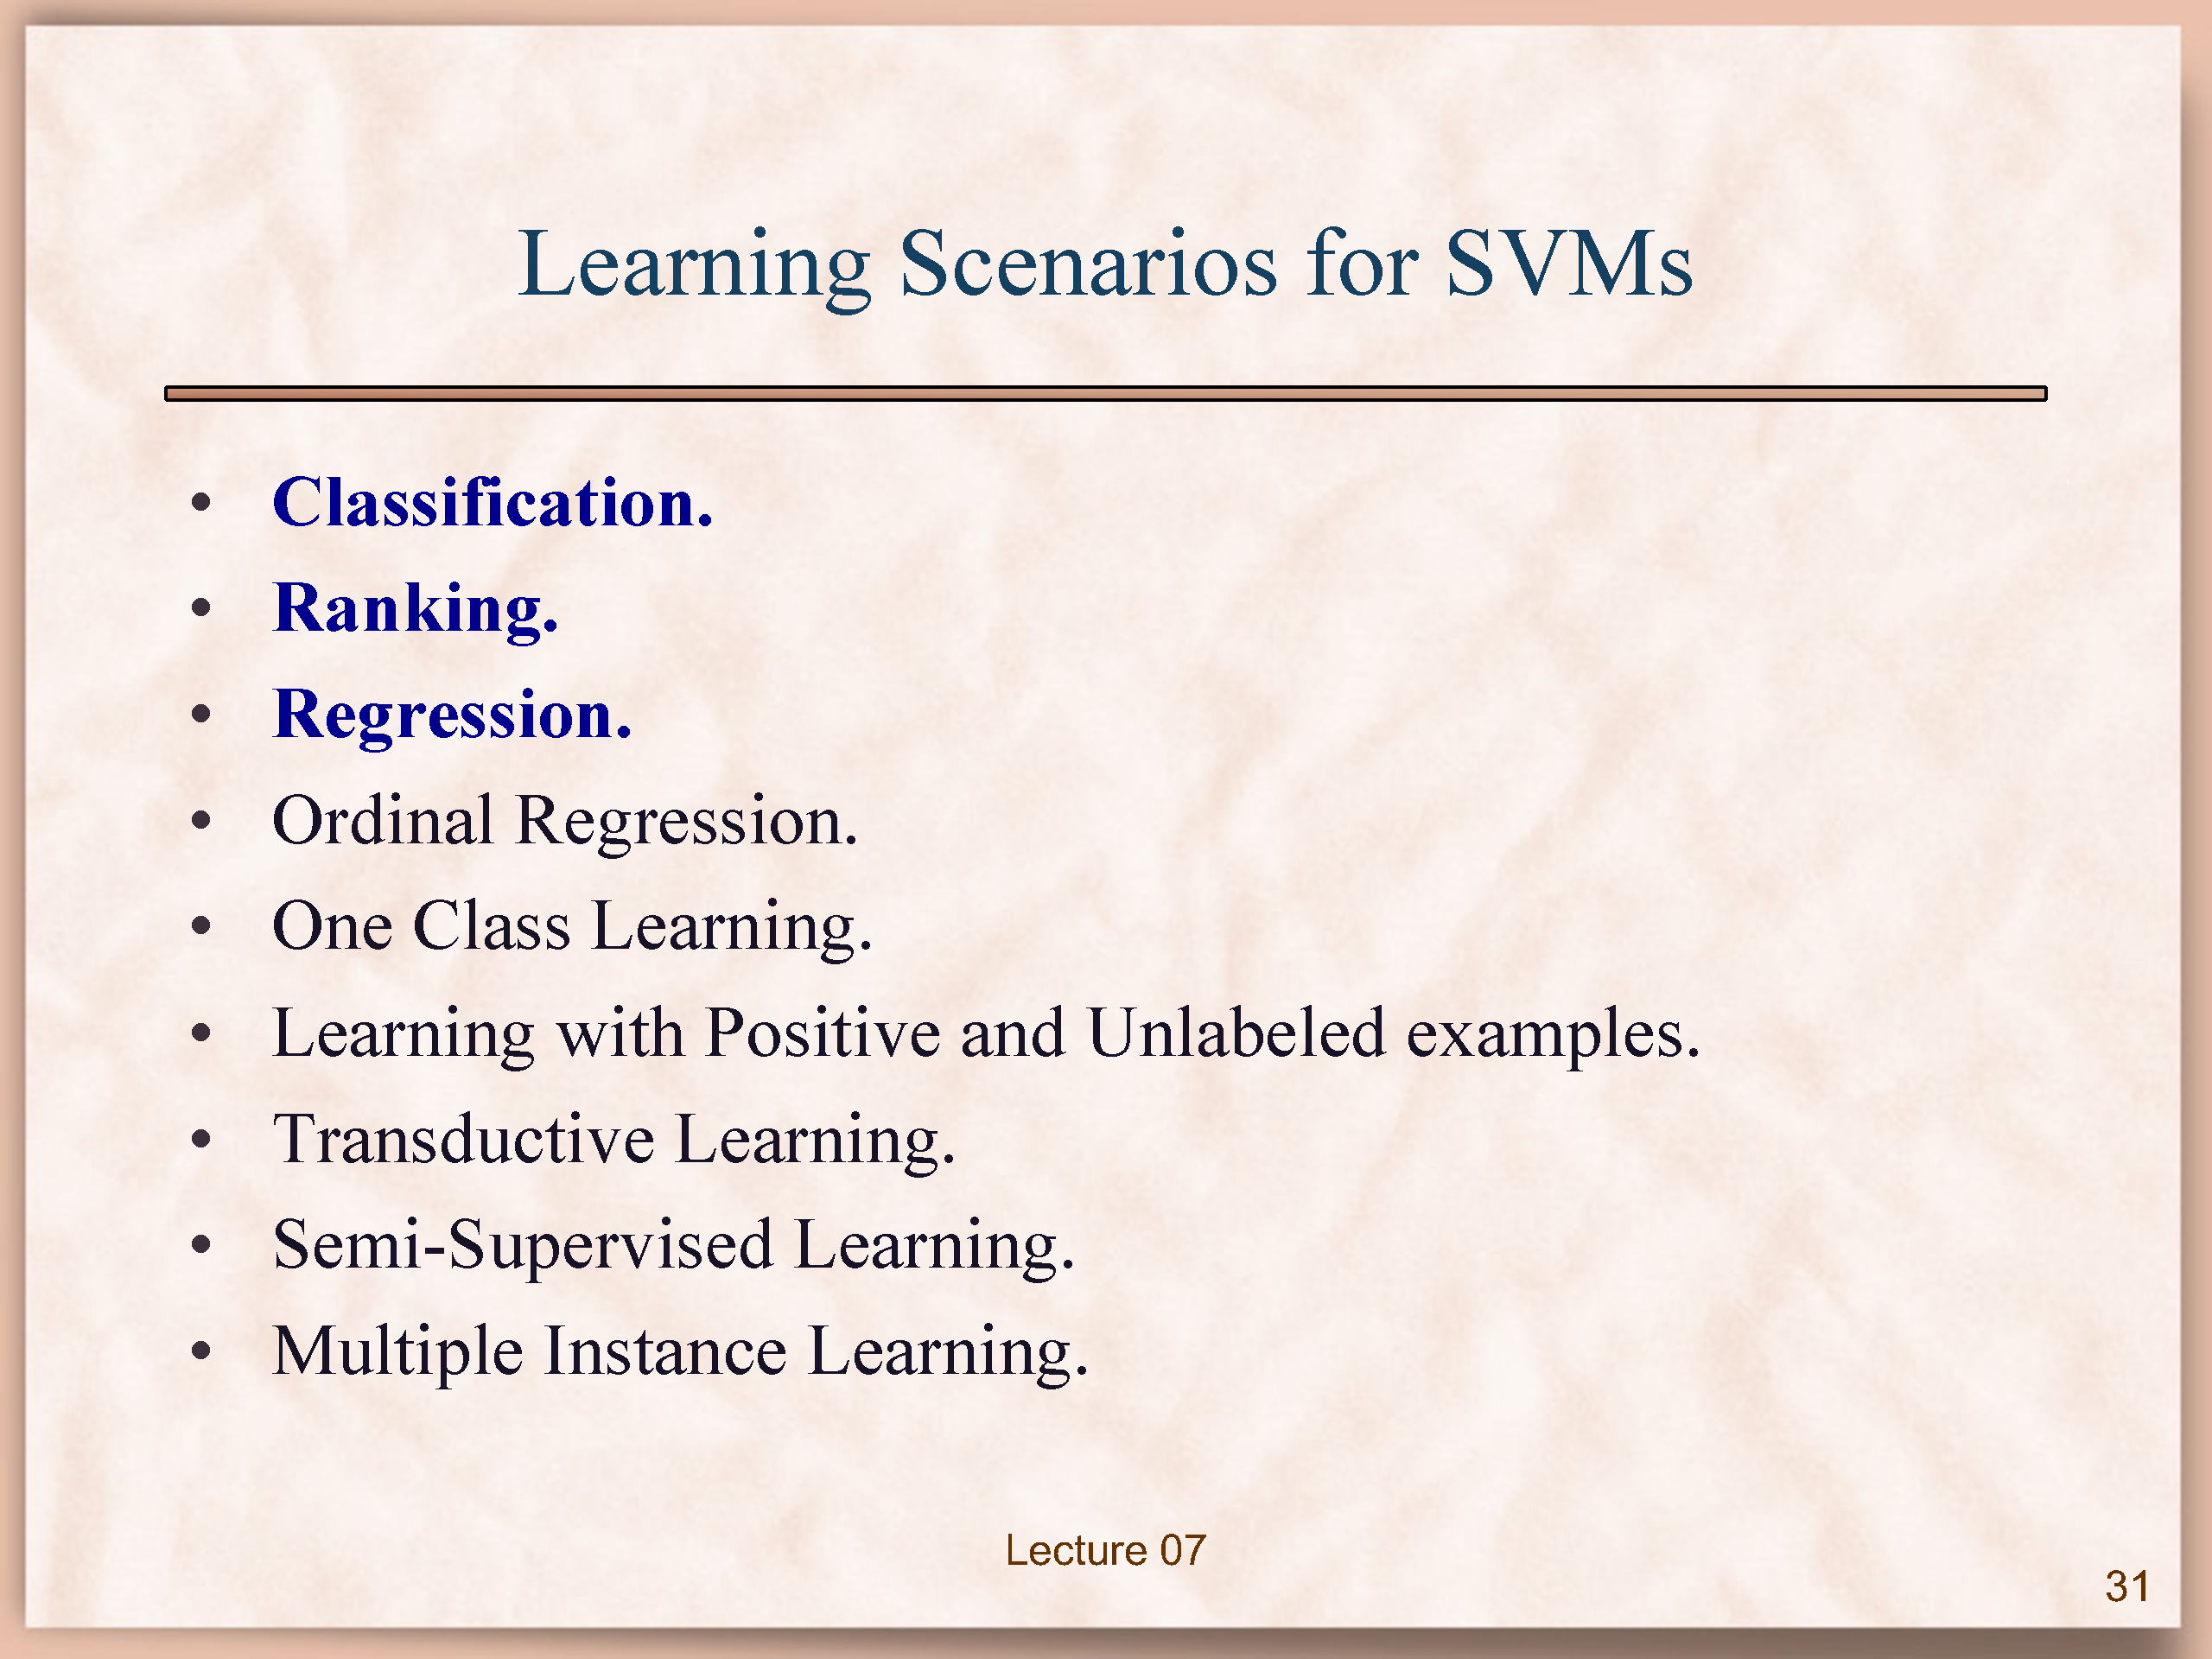 Learning Scenarios for SVMs
• Classification.
• Ranking.
• Regression.
• Ordinal Regression.
• One Class Learning.
• Learning with Positive and Unlabeled examples.
• Transductive Learning.
• Semi-Supervised Learning.
• Multiple Instance Learning.
Lecture 07
31